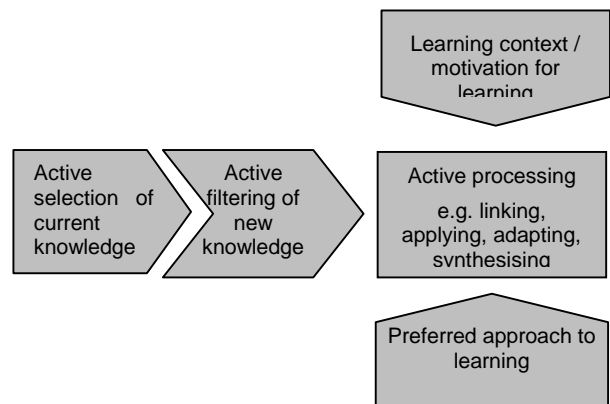 Learning context /
motivation for
learning
Active
selection of
current
knowledge
Active
filtering of
new
knowledge
Active processing
e.g. linking,
applying, adapting,
synthesising
Preferred approach to
learning